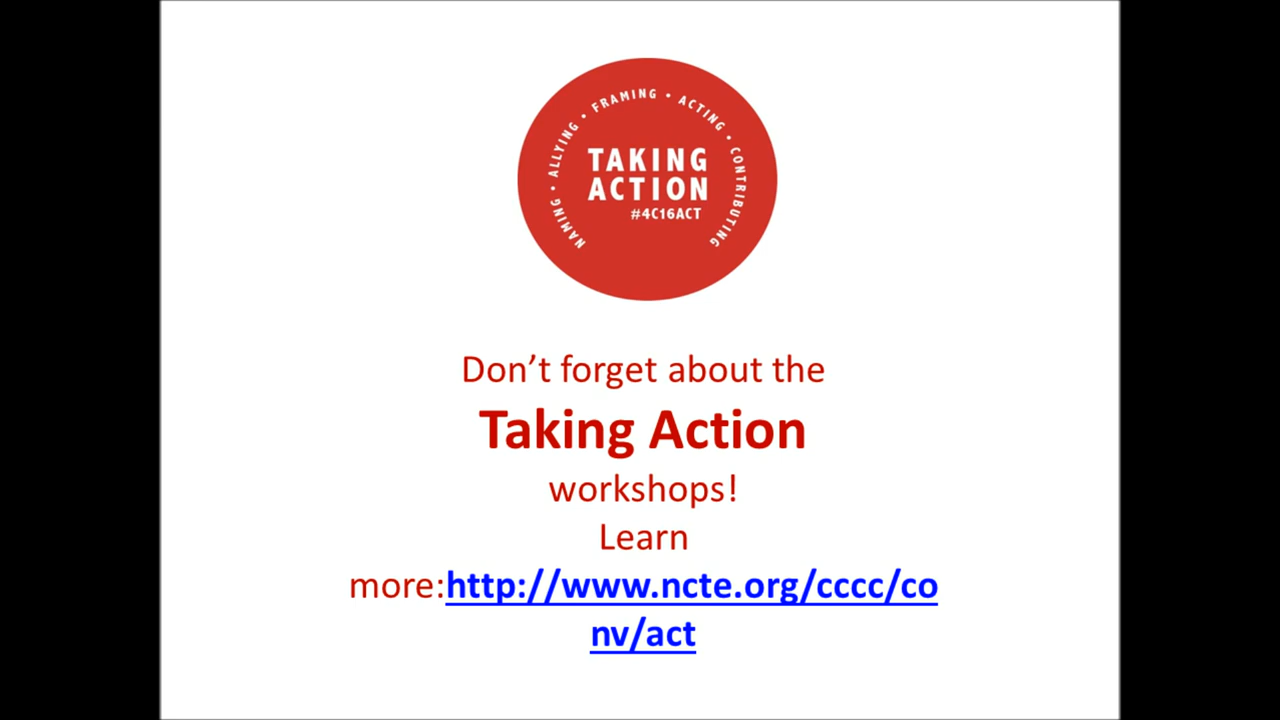 NAMING • ALLYING • FRAMING • ACTING • CONTRIBUTING
TAKING
ACTION
#4C16ACT
Don’t forget about the
Taking Action
workshops!
Learn
more:http://www.ncte.org/cccc/co
nv/act